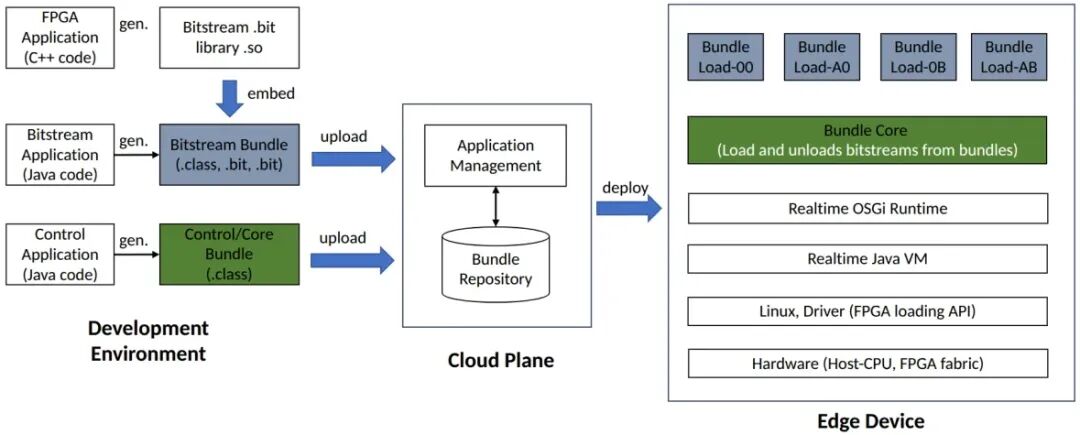 FPGA
Application
(C++ code)
gen.
Bitstream .bit
library .so
embed
Bitstream
Application
(Java code)
gen.
Bitstream Bundle
(.class, .bit, .bit)
upload
Control
Application
(Java code)
gen.
Control/Core
Bundle
(.class)
upload
Development
Environment
Application
Management
Bundle
Repository
Cloud Plane
deploy
Bundle
Load-00
Bundle
Load-A0
Bundle
Load-0B
Bundle
Load-AB
Bundle Core
(Load and unloads bitstreams from bundles)
Realtime OSGi Runtime
Realtime Java VM
Linux, Driver (FPGA loading API)
Hardware (Host-CPU, FPGA fabric)
Edge Device